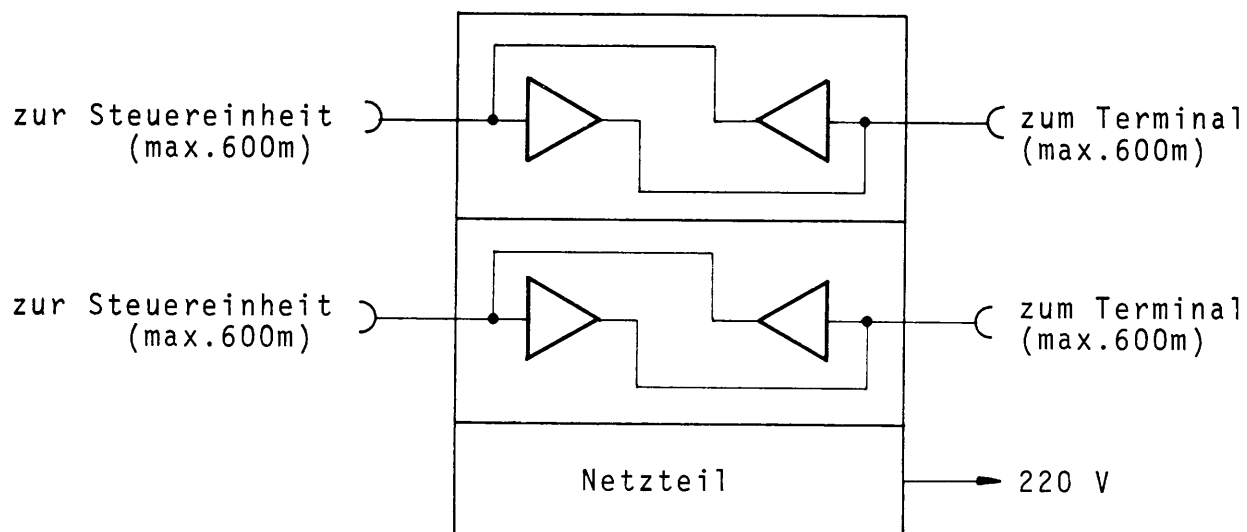 zur Steuereinheit
(max.600m)
zum Terminal
(max.600m)
zur Steuereinheit
(max.600m)
zum Terminal
(max.600m)
Netzteil
220 V